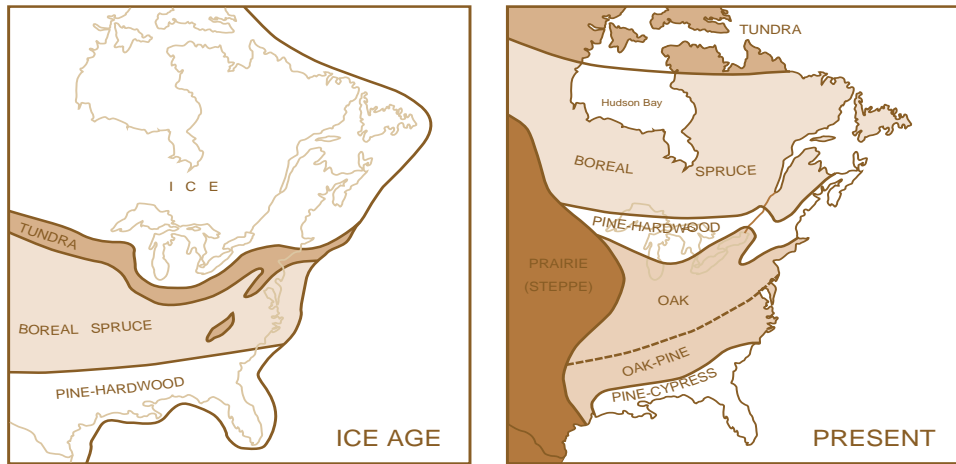 I C E
TUNDRA
BOREAL SPRUCE
PINE-HARDWOOD
ICE AGE
TUNDRA
Hudson Bay
BOREAL SPRUCE
PINE-HARDWOOD
PRAIRIE
(STEPPE)
OAK
OAK-PINE
PINE-CYPRESS
PRESENT